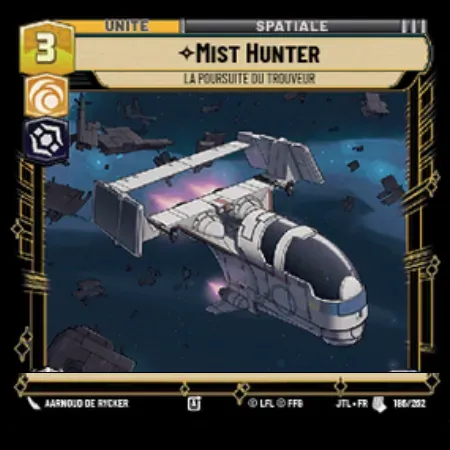 UNITÉ
SPATIALE
3
MIST HUNTER
LA POURSUITE DU TROUVEUR
AARNOUD DE RYCKER
© LFL © FFG
JTL • FR
186/262